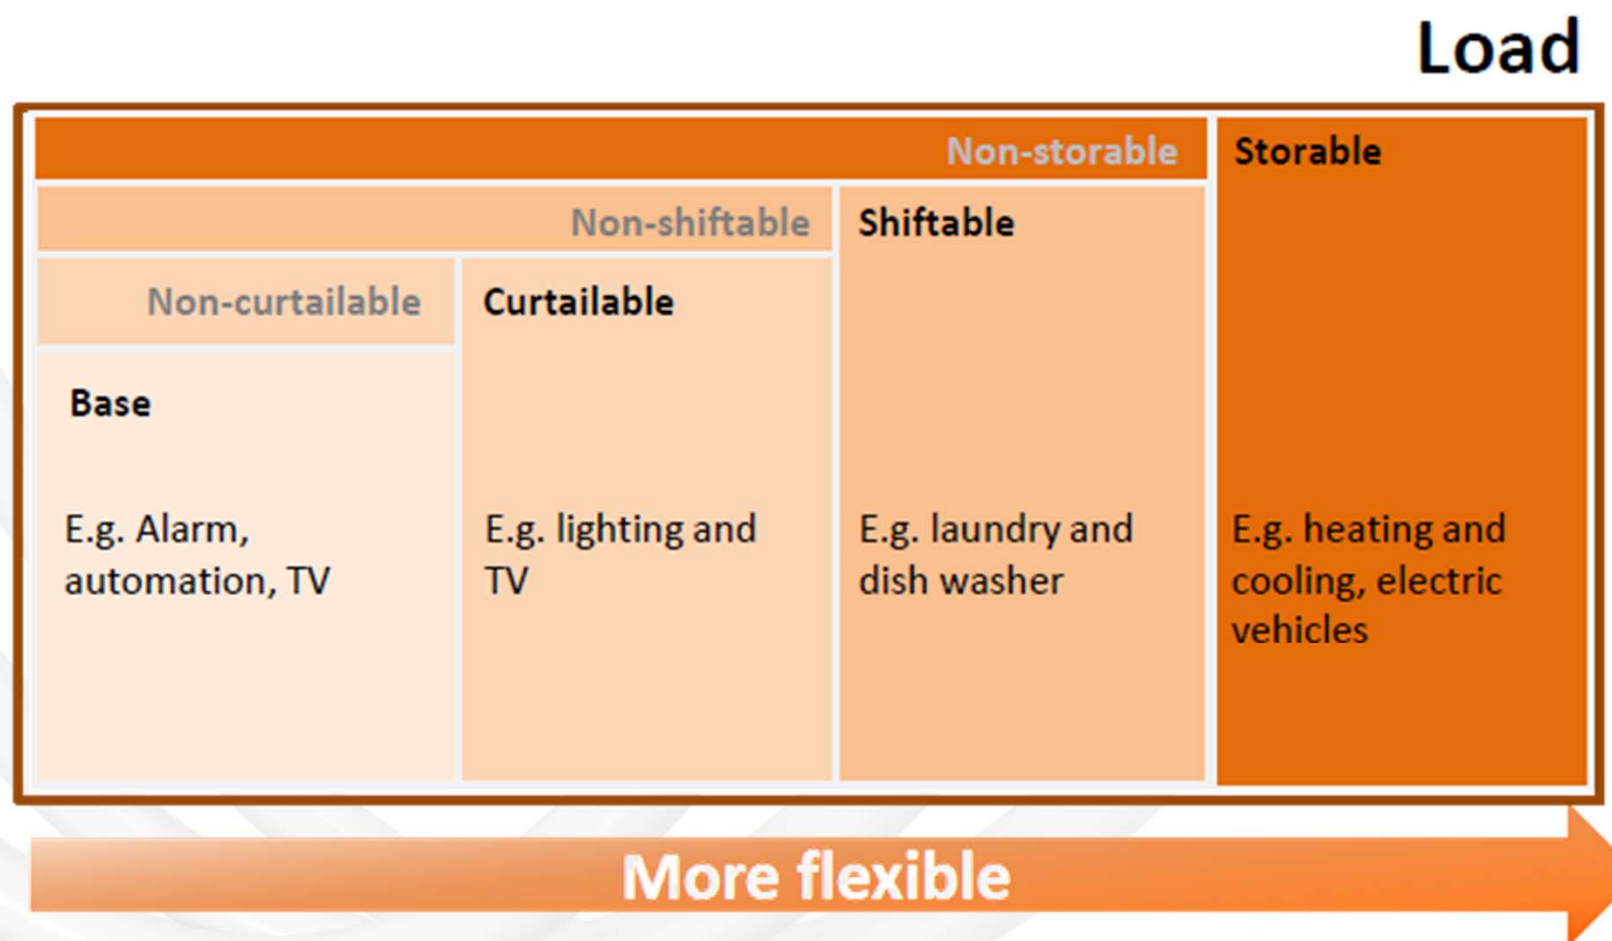 Load
Non-storable
Storable
Non-shiftable
Shiftable
Non-curtailable
Curtailable
Base
E.g. Alarm,
automation, TV
E.g. lighting and
TV
E.g. laundry and
dish washer
E.g. heating and
cooling, electric
vehicles
More flexible